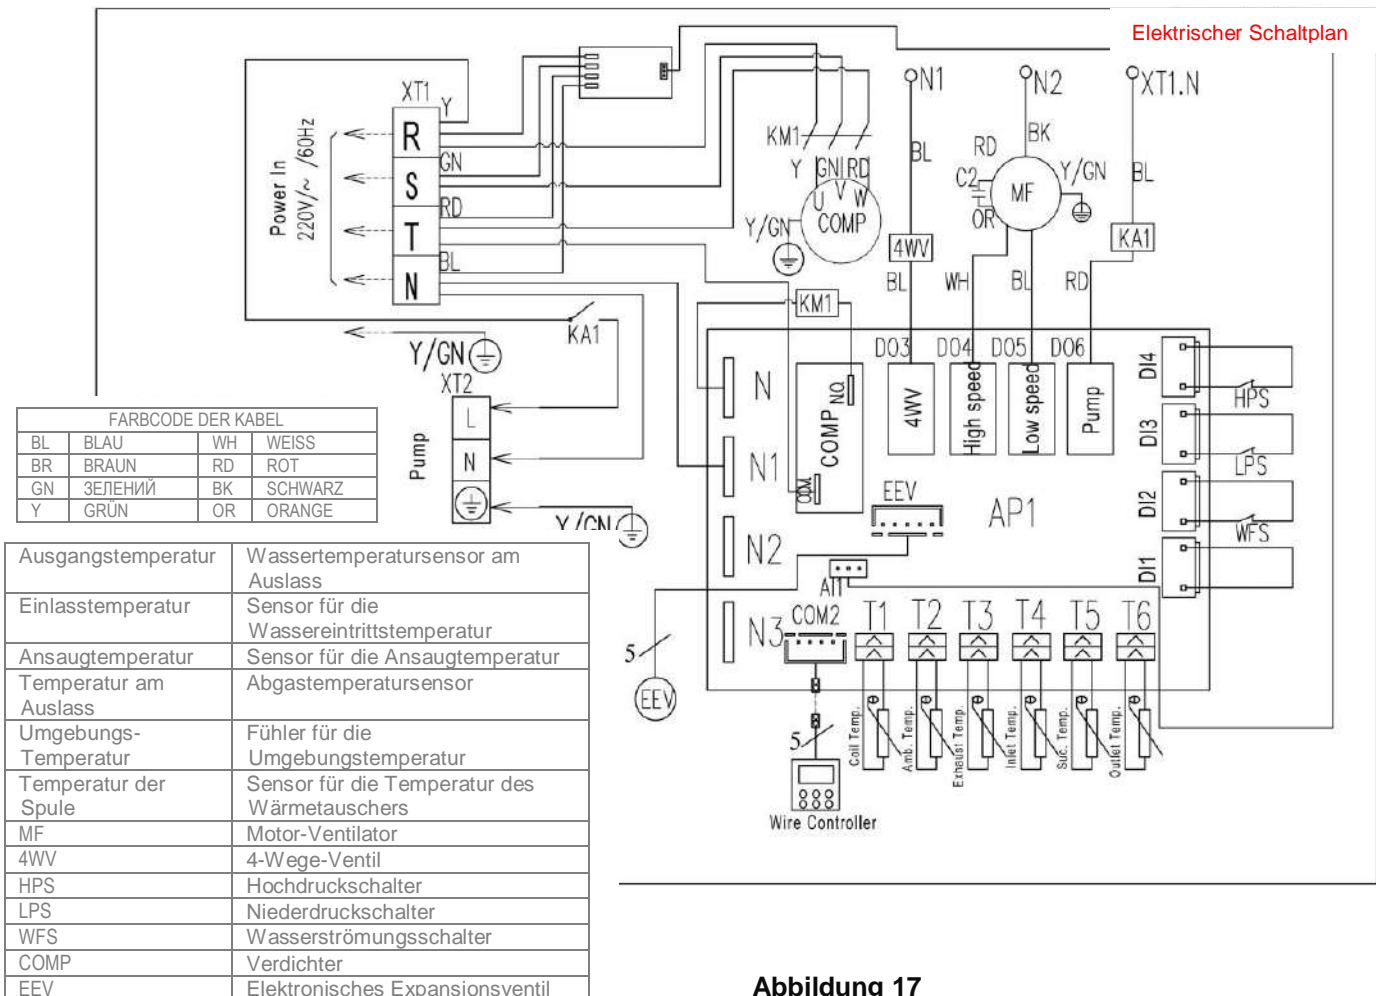 Elektrischer Schaltplan
XT1
Y
R
GN
S
RD
T
BL
N
Power In
220V/~ /60Hz
KM1
Y GN RD
U V W
COMP
Y/GN
N1
BL
4WV
BL
N2
BK
RD
C2
OR
MF
Y/GN
WH
BL
XT1.N
BL
KA1
RD
KM1
KA1
Y/GN
XT2
L
N
Pump
Y/GN
DO3 DO4 DO5 DO6
4WV
High speed
Low speed
Pump
N
N1
N2
N3
COMP
N.O.
COM
EEV
AP1
AI1
COM2
DI4
HPS
DI3
LPS
DI2
WFS
DI1
T1 T2 T3 T4 T5 T6
θ θ θ θ θ θ
Coil Temp.
Amb. Temp.
Exhaust Temp.
Inlet Temp.
Suc. Temp.
Outlet Temp.
5
EEV
5
Wire Controller
FARBCODE DER KABEL
BL BLAU WH WEISS
BR BRAUN RD ROT
GN ЗЕЛЕНИЙ BK SCHWARZ
Y GRÜN OR ORANGE
Ausgangstemperatur Wassertemperatursensor am
Auslass
Einlasstemperatur Sensor für die
Wassereintrittstemperatur
Ansaugtemperatur Sensor für die Ansaugtemperatur
Temperatur am Abgastemperatursensor
Auslass
Umgebungs- Fühler für die
Temperatur Umgebungstemperatur
Temperatur der Sensor für die Temperatur des
Spule Wärmetauschers
MF Motor-Ventilator
4WV 4-Wege-Ventil
HPS Hochdruckschalter
LPS Niederdruckschalter
WFS Wasserströmungsschalter
COMP Verdichter
EEV Elektronisches Expansionsventil
Abbildung 17